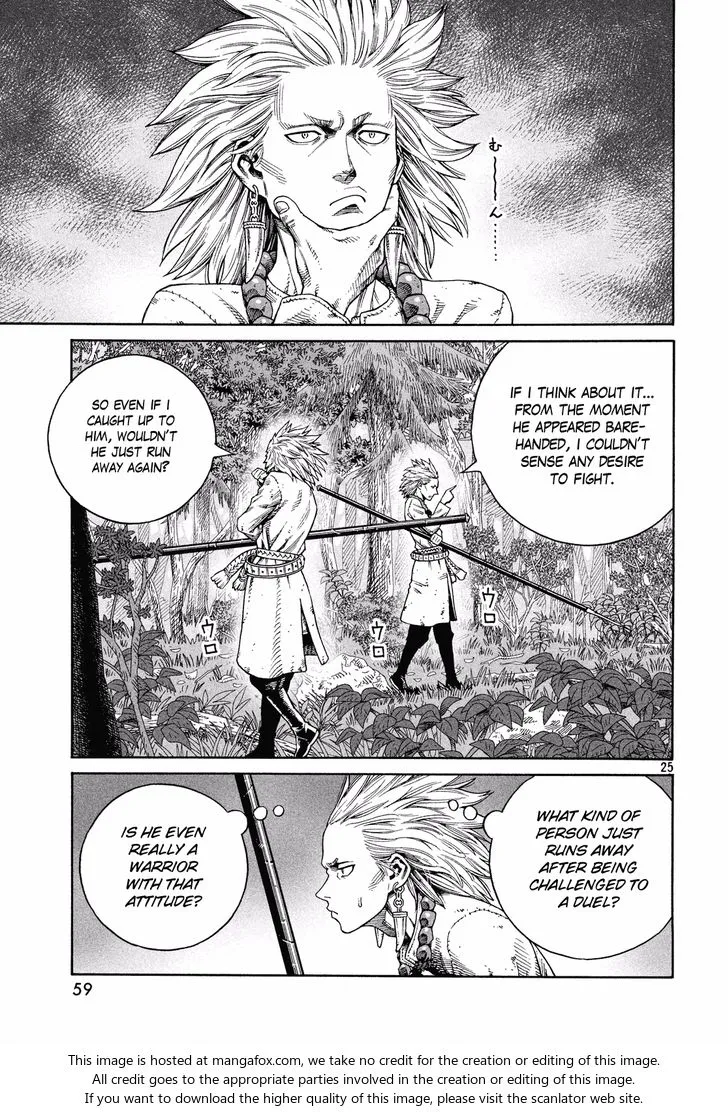 む〜〜ん……
IF I THINK ABOUT IT...
FROM THE MOMENT
HE APPEARED BARE-
HANDED, I COULDN'T
SENSE ANY DESIRE
TO FIGHT.
SO EVEN IF I
CAUGHT UP TO
HIM, WOULDN'T
HE JUST RUN
AWAY AGAIN?
ウロ
ウロ
ウロ
ウロ
25
WHAT KIND OF
PERSON JUST
RUNS AWAY
AFTER BEING
CHALLENGED TO
A DUEL?
IS HE EVEN
REALLY A
WARRIOR
WITH THAT
ATTITUDE?
59
This image is hosted at mangafox.com, we take no credit for the creation or editing of this image.
All credit goes to the appropriate parties involved in the creation or editing of this image.
If you want to download the higher quality of this image, please visit the scanlator web site.